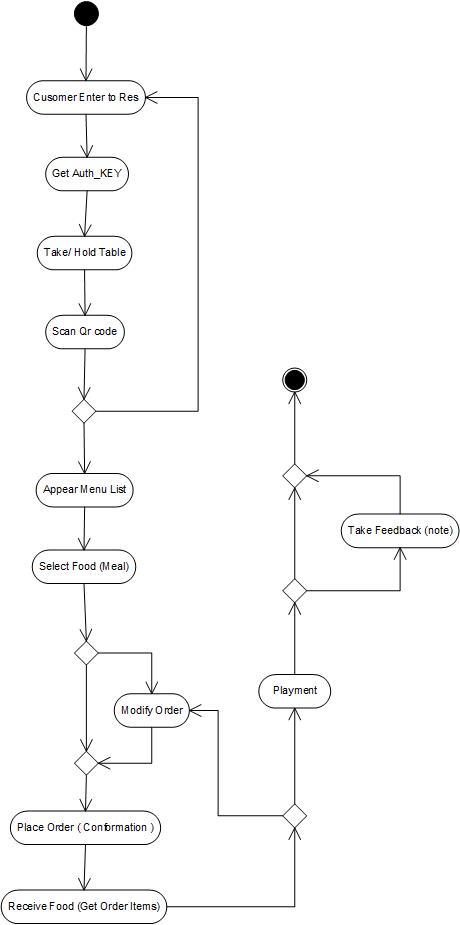 Cusomer Enter to Res
Get Auth_KEY
Take/ Hold Table
Scan Qr code
Appear Menu List
Select Food (Meal)
Modify Order
Place Order ( Conformation )
Receive Food (Get Order Items)
Playment
Take Feedback (note)